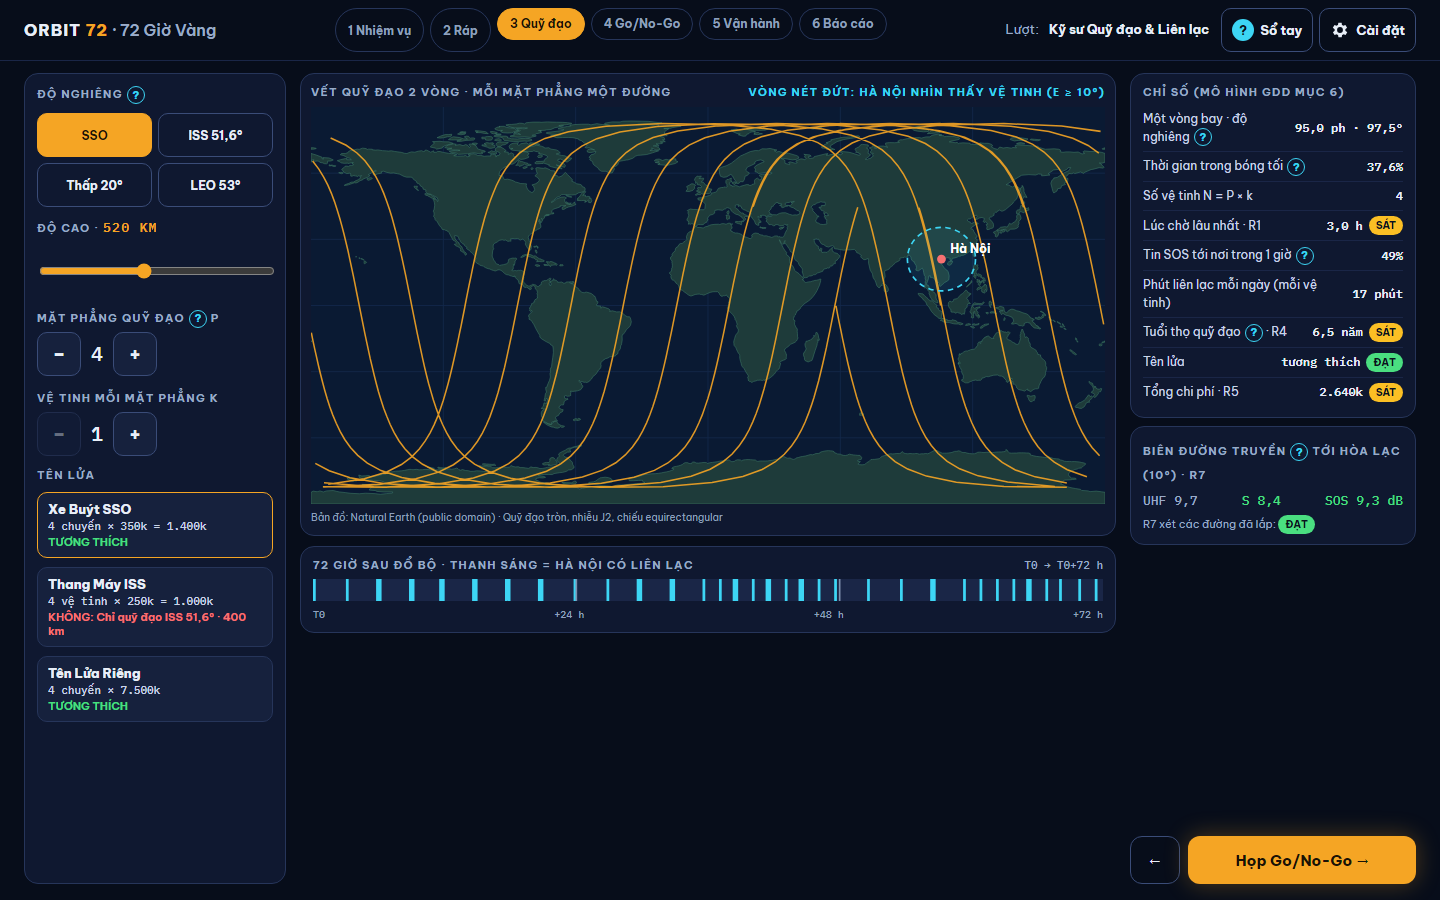 ORBIT 72 · 72 Giờ Vàng
1 Nhiệm vụ
2 Ráp
3 Quỹ đạo
4 Go/No-Go
5 Vận hành
6 Báo cáo
Lượt: Kỹ sư Quỹ đạo & Liên lạc
? Sổ tay
Cài đặt
ĐỘ NGHIÊNG ?
SSO
ISS 51,6°
Thấp 20°
LEO 53°
ĐỘ CAO · 520 KM
MẶT PHẲNG QUỸ ĐẠO ? P
− 4 +
VỆ TINH MỖI MẶT PHẲNG K
− 1 +
TÊN LỬA
Xe Buýt SSO
4 chuyến × 350k = 1.400k
TƯƠNG THÍCH
Thang Máy ISS
4 vệ tinh × 250k = 1.000k
KHÔNG: Chỉ quỹ đạo ISS 51,6° · 400
km
Tên Lửa Riêng
4 chuyến × 7.500k
TƯƠNG THÍCH
VẾT QUỸ ĐẠO 2 VÒNG · MỖI MẶT PHẲNG MỘT ĐƯỜNG
VÒNG NÉT ĐỨT: HÀ NỘI NHÌN THẤY VỆ TINH (E ≥ 10°)
Hà Nội
Bản đồ: Natural Earth (public domain) · Quỹ đạo tròn, nhiễu J2, chiếu equirectangular
72 GIỜ SAU ĐỔ BỘ · THANH SÁNG = HÀ NỘI CÓ LIÊN LẠC
T0 → T0+72 h
T0
+24 h
+48 h
+72 h
CHỈ SỐ (MÔ HÌNH GDD MỤC 6)
Một vòng bay · độ
nghiêng ?
95,0 ph · 97,5°
Thời gian trong bóng tối ? 37,6%
Số vệ tinh N = P × k 4
Lúc chờ lâu nhất · R1 3,0 h SÁT
Tin SOS tới nơi trong 1 giờ ? 49%
Phút liên lạc mỗi ngày (mỗi vệ
tinh)
17 phút
Tuổi thọ quỹ đạo ? · R4 6,5 năm SÁT
Tên lửa tương thích ĐẠT
Tổng chi phí · R5 2.640k SÁT
BIÊN ĐƯỜNG TRUYỀN ? TỚI HÒA LẠC
(10°) · R7
UHF 9,7 S 8,4 SOS 9,3 dB
R7 xét các đường đã lắp: ĐẠT
←
Họp Go/No-Go →